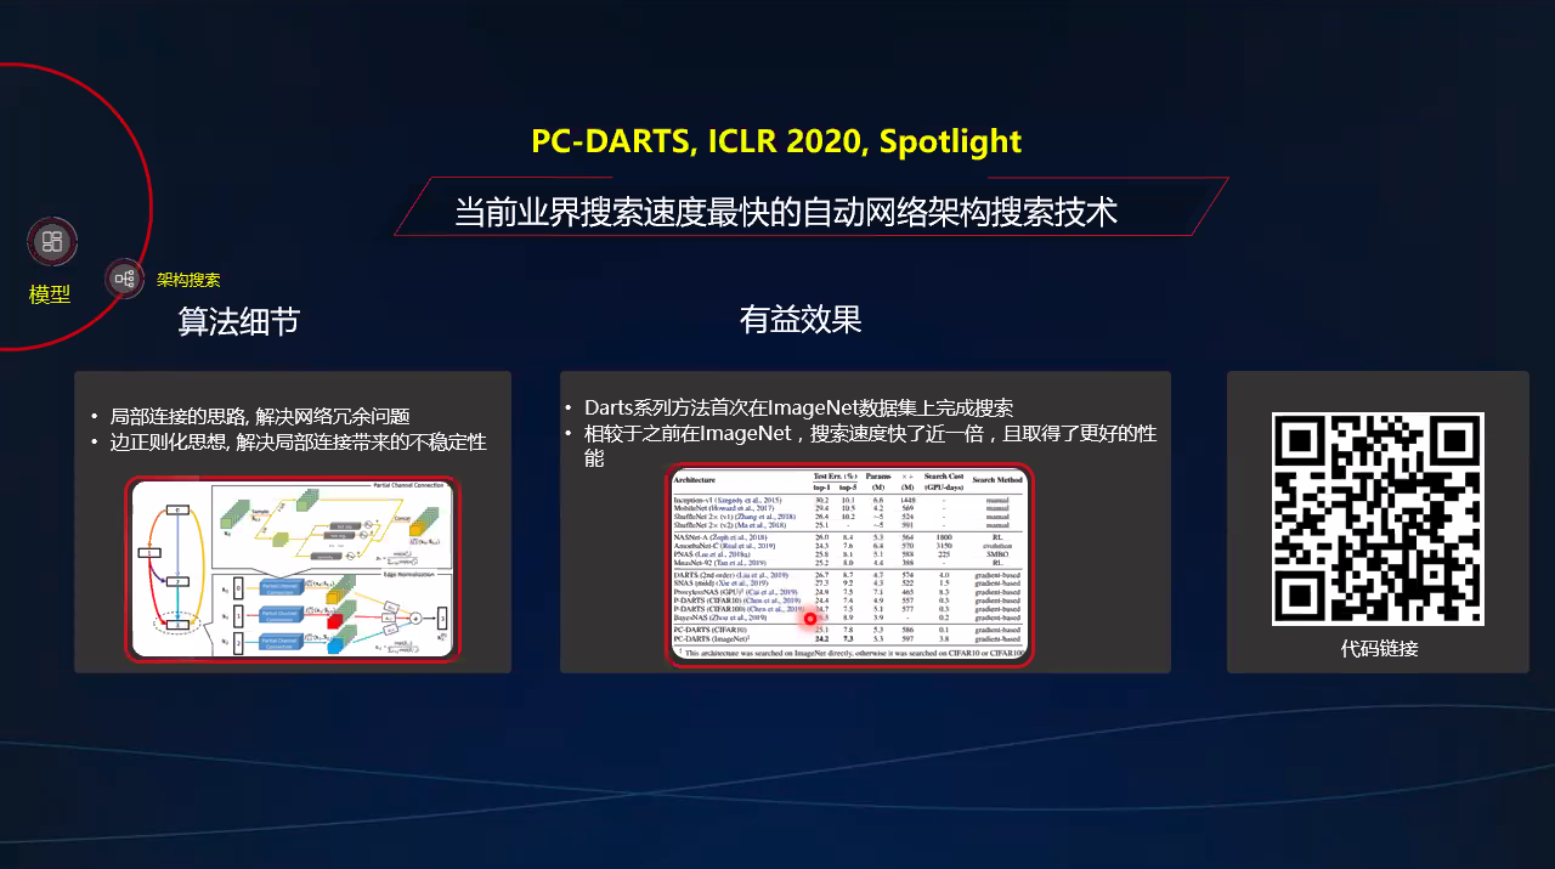 PC-DARTS, ICLR 2020, Spotlight
当前业界搜索速度最快的自动网络架构搜索技术
模型
架构搜索
算法细节
有益效果
• 局部连接的思路, 解决网络冗余问题
• 边正则化思想, 解决局部连接带来的不稳定性
Partial Channel Connection
Sample
Concat
Edge Normalization
• Darts系列方法首次在ImageNet数据集上完成搜索
• 相较于之前在ImageNet，搜索速度快了近一倍，且取得了更好的性
能
Architecture Test Err. (%) Params Search Cost Search Method
top-1 top-5 (M) (M) (GPU-days)
Inception-v1 (Szegedy et al., 2015) 30.2 10.1 6.6 1448 - manual
MobileNet (Howard et al., 2017) 29.4 10.5 4.2 569 - manual
ShuffleNet 2× (v1) (Zhang et al., 2018) 26.4 10.2 ~5 524 - manual
ShuffleNet 2× (v2) (Ma et al., 2018) 25.1 - ~5 591 - manual
NASNet-A (Zoph et al., 2018) 26.0 8.4 5.3 564 1800 RL
AmoebaNet-C (Real et al., 2019) 24.3 7.6 6.4 570 3150 evolution
PNAS (Liu et al., 2018a) 25.8 8.1 5.1 588 225 SMBO
MnasNet-92 (Tan et al., 2019) 25.2 8.0 4.4 388 - RL
DARTS (2nd order) (Liu et al., 2019) 26.7 8.7 4.7 574 4.0 gradient-based
SNAS (mild) (Xie et al., 2019) 27.3 9.2 4.3 522 1.5 gradient-based
ProxylessNAS (GPU)‡ (Cai et al., 2019) 24.9 7.5 7.1 465 8.3 gradient-based
P-DARTS (CIFAR10) (Chen et al., 2019) 24.4 7.4 4.9 557 0.3 gradient-based
P-DARTS (CIFAR100) (Chen et al., 2019) 24.7 7.5 5.1 577 0.3 gradient-based
BayesNAS (Zhou et al., 2019) 8.9 3.9 - 0.2 gradient-based
PC-DARTS (CIFAR10) 25.1 7.8 5.3 586 0.1 gradient-based
PC-DARTS (ImageNet)‡ 24.2 7.3 5.3 597 3.8 gradient-based
‡ This architecture was searched on ImageNet directly, otherwise it was searched on CIFAR10 or CIFAR100
代码链接